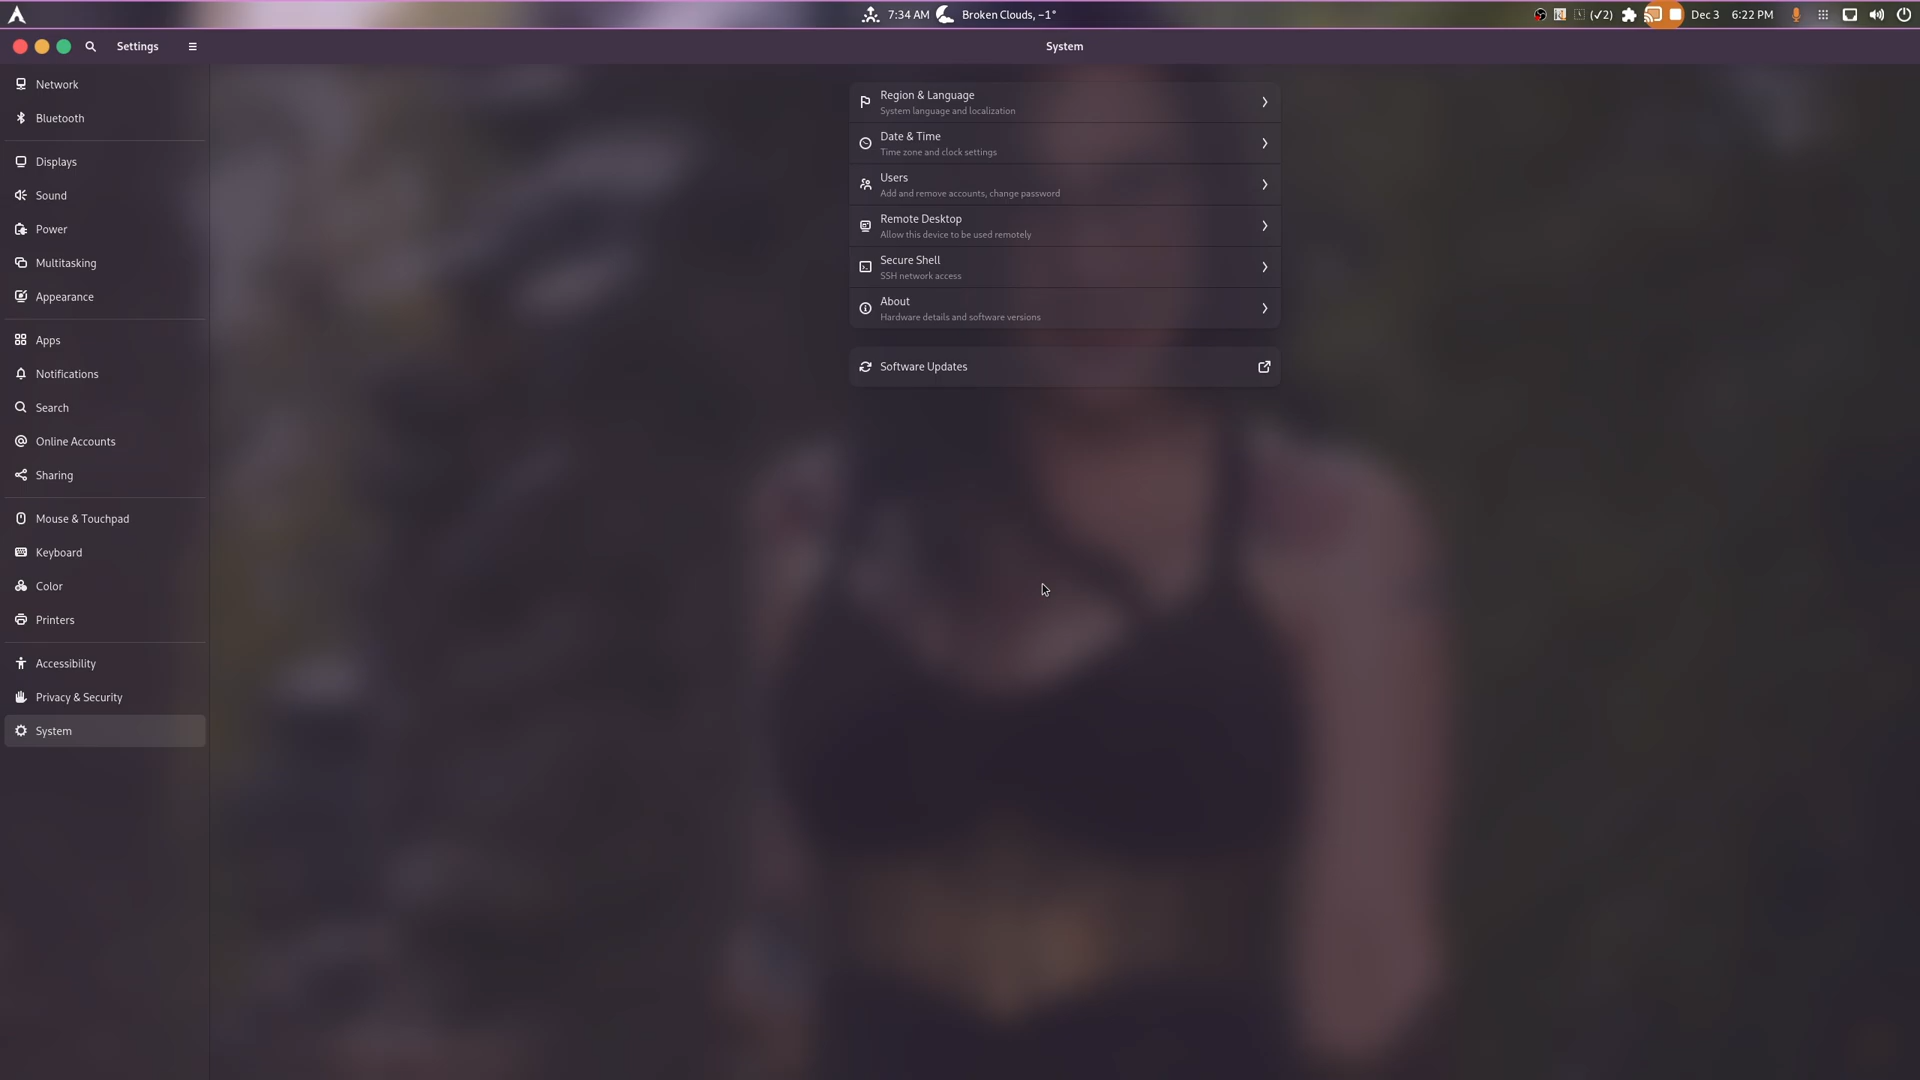 7:34 AM
Broken Clouds, −1°
(✓2)
Dec 3
6:22 PM
Settings
System
Network
Bluetooth
Displays
Sound
Power
Multitasking
Appearance
Apps
Notifications
Search
Online Accounts
Sharing
Mouse & Touchpad
Keyboard
Color
Printers
Accessibility
Privacy & Security
System
Region & Language
System language and localization
Date & Time
Time zone and clock settings
Users
Add and remove accounts, change password
Remote Desktop
Allow this device to be used remotely
Secure Shell
SSH network access
About
Hardware details and software versions
Software Updates